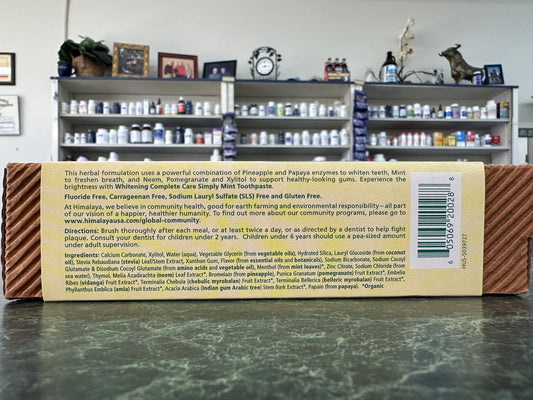 This herbal formulation uses a powerful combination of Pineapple and Papaya enzymes to whiten teeth, Mint
to freshen breath, and Neem, Pomegranate and Xylitol to support healthy-looking gums. Experience the
brightness with Whitening Complete Care Simply Mint Toothpaste.
Fluoride Free, Carageenan Free, Sodium Lauryl Sulfate (SLS) Free and Gluten Free.
At Himalaya, we believe in community health, good for earth farming and environmental responsibility – all part
of our vision of a happier, healthier humanity. To find out more about our community programs, please go to
www.himalayausa.com/global-community.
Directions: Brush thoroughly after each meal, or at least twice a day, or as directed by a dentist to help fight
plaque. Consult your dentist for children under 2 years. Children under 6 years should use a pea-sized amount
under adult supervision.
Ingredients: Calcium Carbonate, Xylitol, Water (aqua), Vegetable Glycerin (from vegetable oils), Hydrated Silica, Lauryl Glucoside (from coconut
oil), Stevia Rebaudiana (stevia) Leaf/Stem Extract, Xanthan Gum, Flavor (from essential oils and botanicals), Sodium Bicarbonate, Sodium Cocoyl
Glutamate & Disodium Cocoyl Glutamate (from amino acids and vegetable oils), Menthol (from mint leaves)*, Zinc Citrate, Sodium Chloride (from
sea water), Thymol, Melia Azadirachta (neem) Leaf Extract*, Bromelain (from pineapple), Punica Granatum (pomegranate) Fruit Extract*, Embelia
Ribes (vidanga) Fruit Extract*, Terminalia Chebula (chebulic myrobalan) Fruit Extract*, Terminalia Bellerica (belleric myrobalan) Fruit Extract*,
Phyllanthus Emblica (amla) Fruit Extract*, Acacia Arabica (Indian gum Arabic tree) Stem Bark Extract*, Papain (from papaya). *Organic
6 05069 20028 8
HUS-5039727